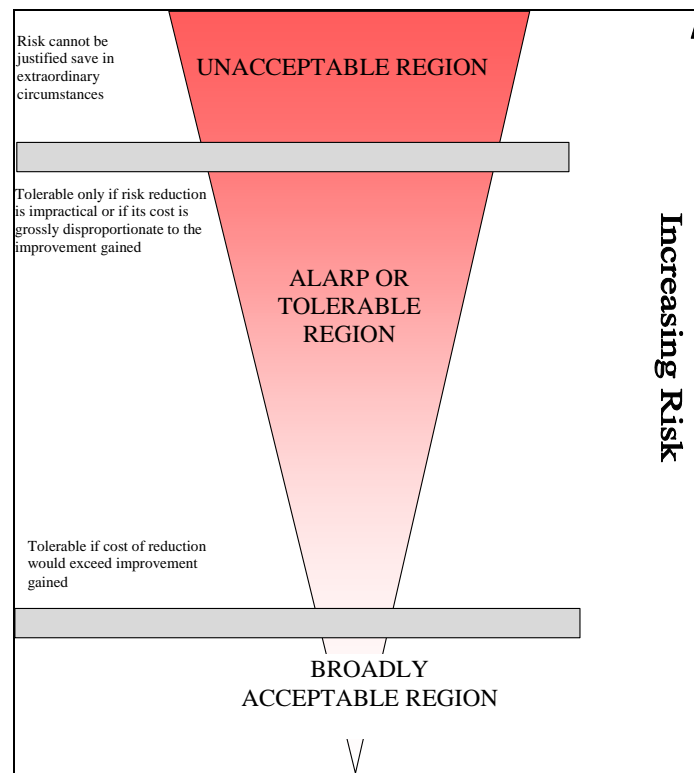 Risk cannot be
justified save in
extraordinary
circumstances
UNACCEPTABLE REGION
Tolerable only if risk reduction
is impractical or if its cost is
grossly disproportionate to the
improvement gained
ALARP OR
TOLERABLE
REGION
Increasing Risk
Tolerable if cost of reduction
would exceed improvement
gained
BROADLY
ACCEPTABLE REGION